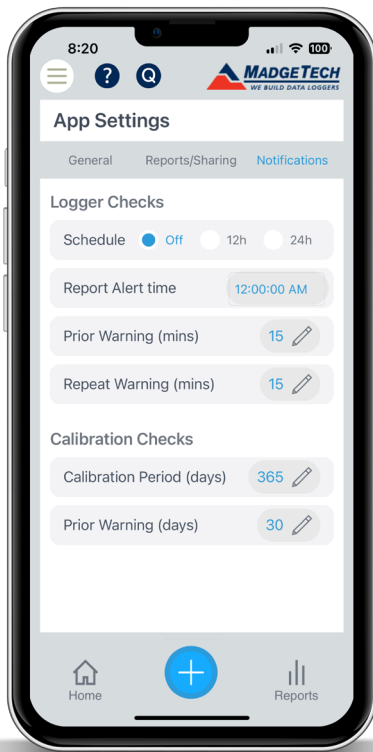 8:20
100
? Q MADGETECH
WE BUILD DATA LOGGERS
App Settings
General Reports/Sharing Notifications
Logger Checks
Schedule Off 12h 24h
Report Alert time 12:00:00 AM
Prior Warning (mins) 15
Repeat Warning (mins) 15
Calibration Checks
Calibration Period (days) 365
Prior Warning (days) 30
Home Reports